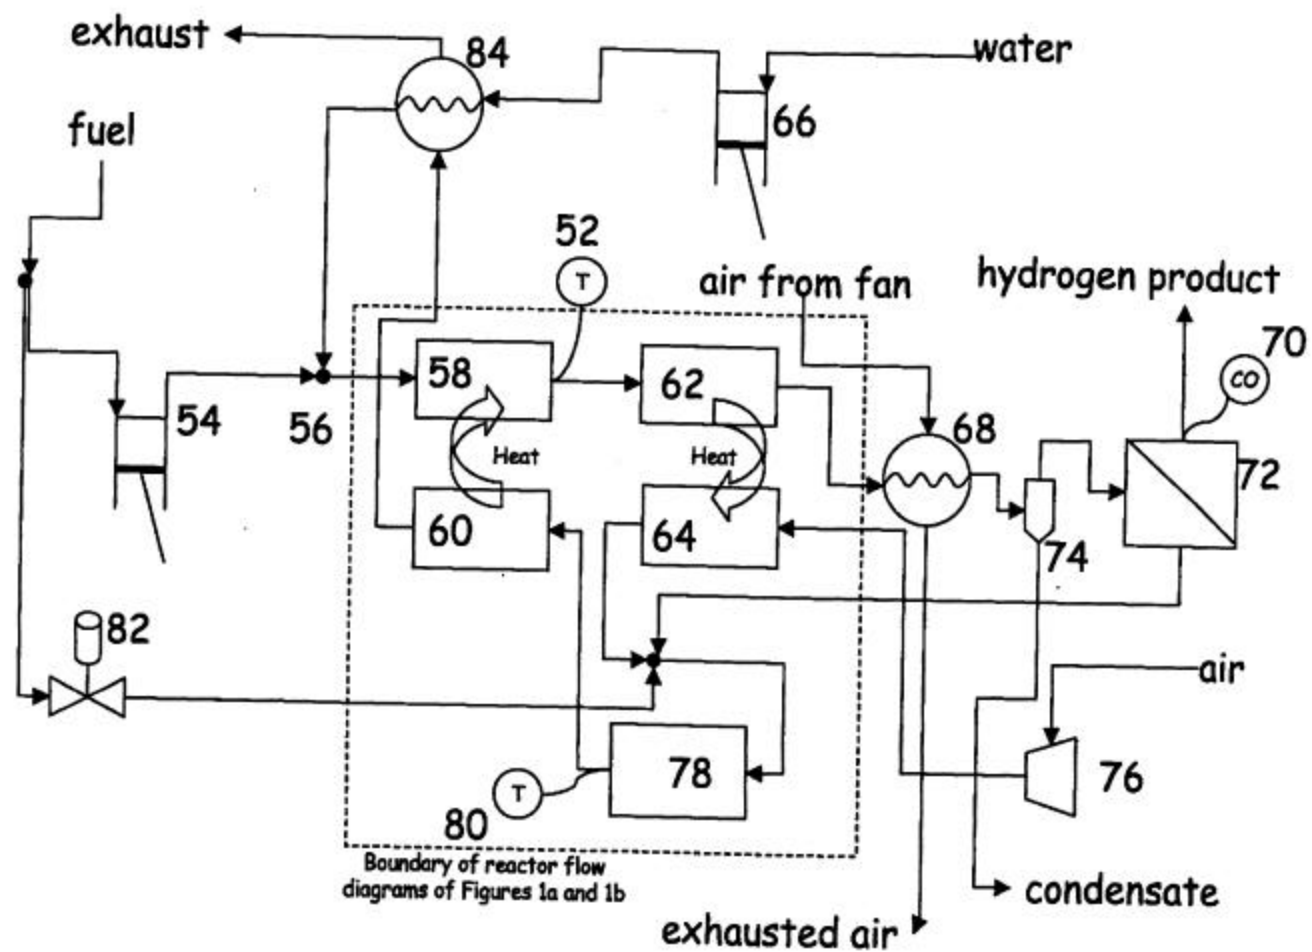 exhaust
84
water
fuel
66
52
T
air from fan
hydrogen product
70
CO
58
62
54
56
68
72
Heat
Heat
60
64
74
82
air
78
76
T
80
Boundary of reactor flow
diagrams of Figures 1a and 1b
condensate
exhausted air